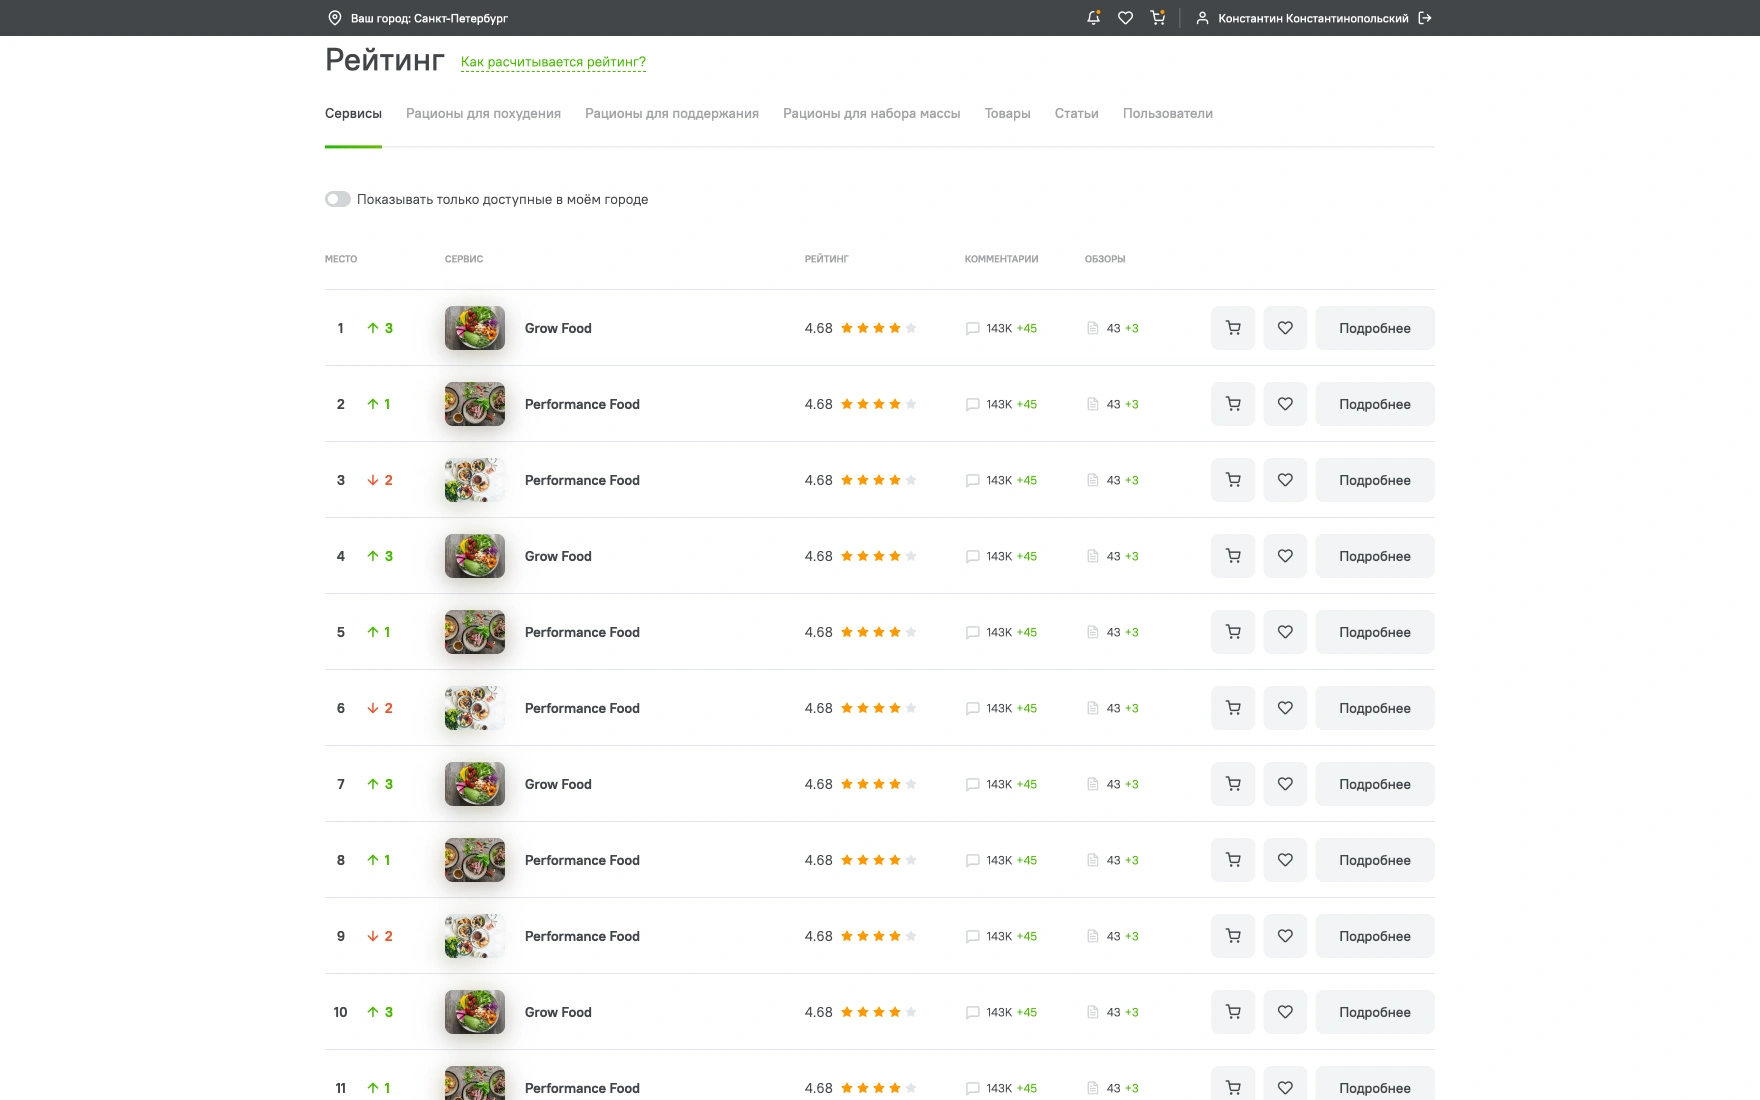 Ваш город: Санкт-Петербург Константин Константинопольский
Рейтинг Как расчитывается рейтинг?
Сервисы Рационы для похудения Рационы для поддержания Рационы для набора массы Товары Статьи Пользователи
Показывать только доступные в моём городе
МЕСТО СЕРВИС РЕЙТИНГ КОММЕНТАРИИ ОБЗОРЫ
1 3 Grow Food 4.68 143K +45 43 +3 Подробнее
2 1 Performance Food 4.68 143K +45 43 +3 Подробнее
3 2 Performance Food 4.68 143K +45 43 +3 Подробнее
4 3 Grow Food 4.68 143K +45 43 +3 Подробнее
5 1 Performance Food 4.68 143K +45 43 +3 Подробнее
6 2 Performance Food 4.68 143K +45 43 +3 Подробнее
7 3 Grow Food 4.68 143K +45 43 +3 Подробнее
8 1 Performance Food 4.68 143K +45 43 +3 Подробнее
9 2 Performance Food 4.68 143K +45 43 +3 Подробнее
10 3 Grow Food 4.68 143K +45 43 +3 Подробнее
11 1 Performance Food 4.68 143K +45 43 +3 Подробнее